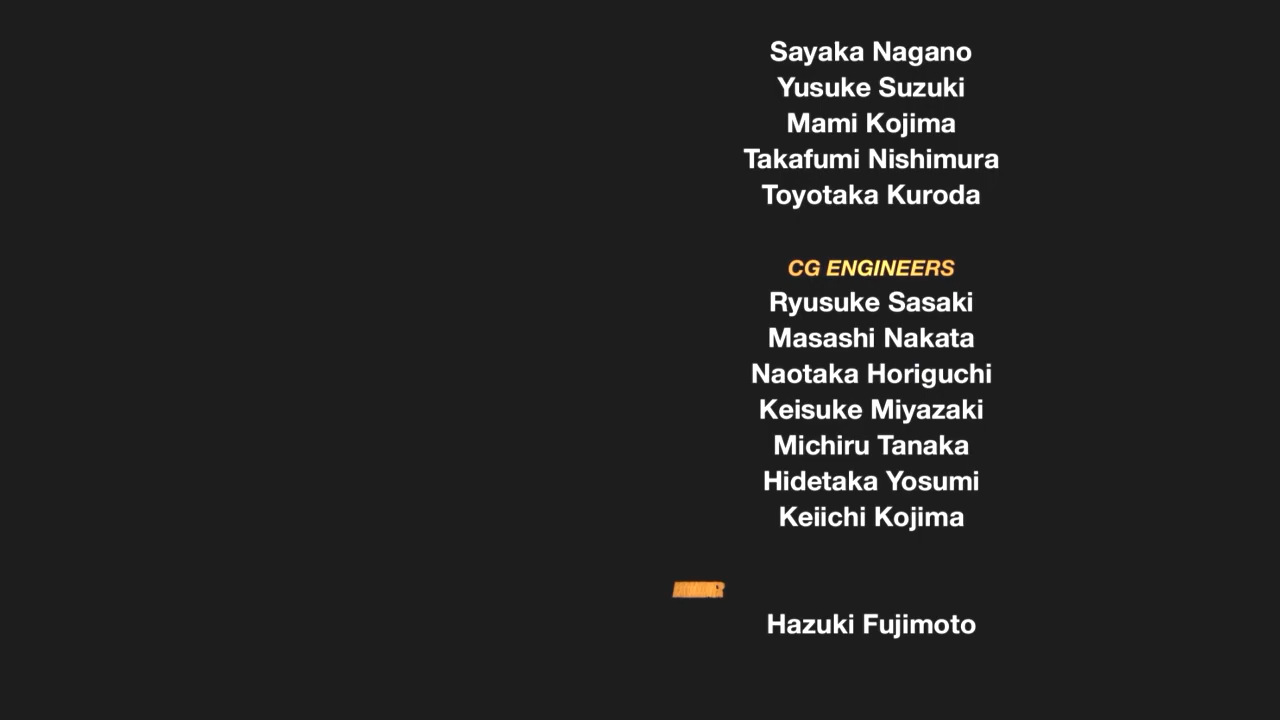 Sayaka Nagano
Yusuke Suzuki
Mami Kojima
Takafumi Nishimura
Toyotaka Kuroda
CG ENGINEERS
Ryusuke Sasaki
Masashi Nakata
Naotaka Horiguchi
Keisuke Miyazaki
Michiru Tanaka
Hidetaka Yosumi
Keiichi Kojima
Hazuki Fujimoto